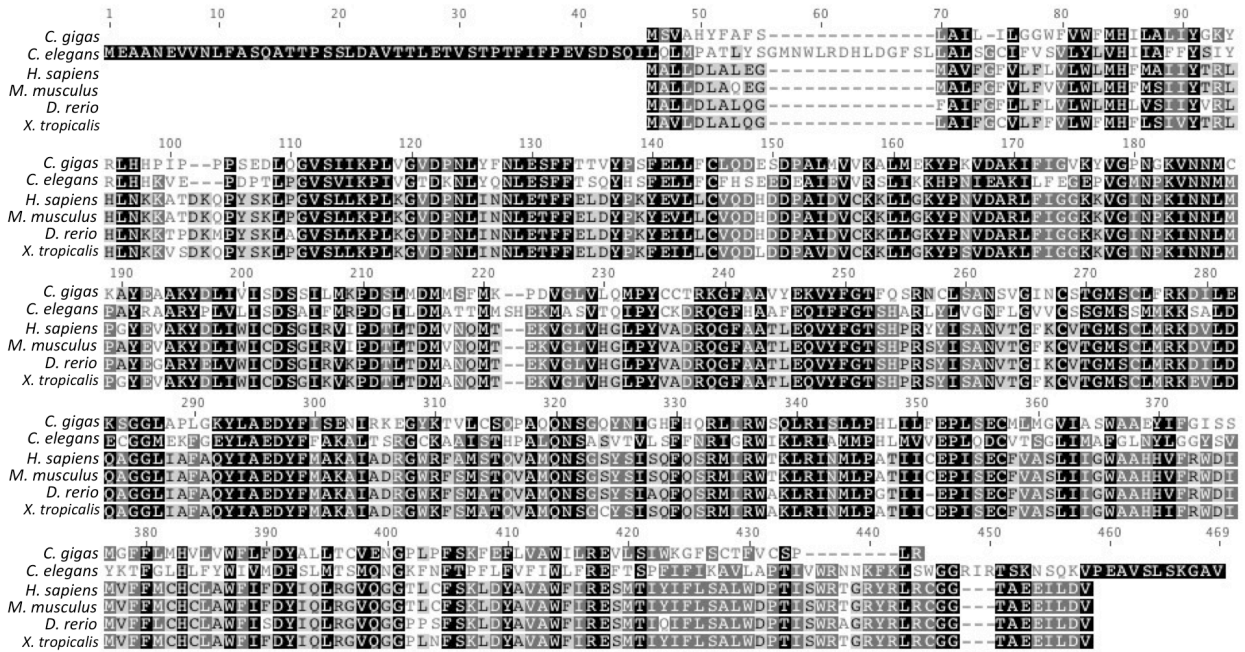 1 10 20 30 40 50 60 70 80 90
C. gigas MSVAHYFAFS--------------LAIL-ILGGWFVWFMHILALIYGKY
C. elegans MEAANEVVNLFASQATTPSSLDAVTTLETVSTPTFIFPEVSDSQILQLMPATLYSGMNWLRDHLDGFSLLALSGCIFVSVLYLVHIIAFFYSIY
H. sapiens MALLDLALEG--------------MAVFGFVLFLVLWLMHFMAIIYTRL
M. musculus MALLDLAQEG--------------MALFGFVLFVVLWLMHFMSIIYTRL
D. rerio MALLDLALQG--------------FAIFGFLLFLVLWLMHLVSIIYVRL
X. tropicalis MAVLDLALQG--------------LAIFGCVLFFVLWFMHFLSIVYTRL
100 110 120 130 140 150 160 170 180
C. gigas RLHHPIP--PPSEDLQGVSIIKPLVGVDPNLYFNLESFFTTVYPSFELLFCLQDESDPALMVVKALMEKYPKVDAKIFIGVKYVGPNGKVNNMC
C. elegans RLHHKVE---PDPTLPGVSVIKPIVGTDKNLYQNLESFFTSQYHSFELLFCFHSEEDEAIEVVRSLIKKHPNIEAKILFEGEPVGMNPKVNNMM
H. sapiens HLNKKATDKQPYSKLPGVSLLKPLKGVDPNLINNLETFFELDYPKYEVLLCVQDHDDPAIDVCKKLLGKYPNVDARLFIGGKKVGINPKINNLM
M. musculus HLNKKATDKQPYSKLPGVSLLKPLKGVDPNLINNLETFFELDYPKYEVLLCVQDHDDPAIDVCKKLLGKYPNVDARLFIGGKKVGINPKINNLM
D. rerio HLNKKTPDKMPYSKLAGVSLLKPLKGVDPNLINNLETFFELDYPKFEILLCVQDHDDPAIDVCKKLLGKYPNVDARLFIGGKKVGINPKINNLM
X. tropicalis HLNKKVSDKQPYSKLPGVSLLKPLKGVDPNLINNLETFFELDYPKFEILLCVQDLDDPAVDVCKKLLGKYPSVDAKLFIGGKKVGINPKINNLM
190 200 210 220 230 240 250 260 270 280
C. gigas KAYEAAKYDLIVISDSSILMKPDSLMDMMSFMK--PDVGLVLQMPYCCTRKGFAAVYEKVYFGTFQSRNCLSANSVGINCSTGMSCLFRKDILE
C. elegans PAYRAARYPLVLISDSAIFMRPDGILDMATTMMSHEKMASVTQIPYCKDRQGFHAAFEQIFFGTSHARLYLVGNFLGVVCSSGMSSMMKKSALD
H. sapiens PGYEVAKYDLIWICDSGIRVIPDTLTDMVNQMT--EKVGLVHGLPYVADRQGFAATLEQVYFGTSHPRYYISANVTGFKCVTGMSCLMRKDVLD
M. musculus PAYEVAKYDLIWICDSGIRVIPDTLTDMVNQMT--EKVGLVHGLPYVADRQGFAATLEQVYFGTSHPRSYISANVTGFKCVTGMSCLMRKDVLD
D. rerio PAYEGARYELVWICDSGIRVKPDTLTDMANQMT--EKVGLVHGLPYVADRQGFAATLEQVYFGTSHPRSYISANVTGIKCVTGMSCLMRKDILD
X. tropicalis PGYEVAKYDLIWICDSGIKVKPDTLTDMANQMT--EKVGLVHGLPYVADRQGFAATLEQVYFGTSHPRSYISANVTGFKCVTGMSCLMRKEVLD
290 300 310 320 330 340 350 360 370
C. gigas KSGGLAPLGKYLAEDYFISENIRKEGYKTVLCSQPAQQNSGQYNIGHFHQRLIRWSQLRISLLPHLILFEPLSECMLMGVIASWAAEYIFGISS
C. elegans ECGGMEKFGEYLAEDYFFAKALTSRGCKAAISTHPALQNSASVTVLSFFNRIGRWIKLRIAMMPHLMVVEPLQDCVTSGLIMAFGLNYLGGYSV
H. sapiens QAGGLIAFAQYIAEDYFMAKAIADRGWRFAMSTQVAMQNSGSYSISQFQSRMIRWTKLRINMLPATIICEPISECFVASLIIGWAAHHVFRWDI
M. musculus QAGGLIAFAQYIAEDYFMAKAIADRGWRFSMSTQVAMQNSGSYSISQFQSRMIRWTKLRINMLPATIICEPISECFVASLIIGWAAHHVFRWDI
D. rerio QAGGLIAFAQYIAEDYFMAKAIADRGWKFSMATQVAMQNSGSYSIAQFQSRMIRWAKLRINMLPGTII-EPISECFVASLIIGWAAHHVFRWDI
X. tropicalis QAGGLIAFAQYIAEDYFMAKAIADRGWKFSMATQVAMQNSGCYSISQFQSRMIRWAKLRINMLPATIICEPISECFVASLIIGWAAHHIFRWDI
380 390 400 410 420 430 440 450 460 469
C. gigas MGFFLMHVLVWFLFDYALLTCVENGPLPFSKFEFLVAWILREVLSIWKGFSCTFVCSP---------LR
C. elegans YKTFGLHLFYWIVMDFSLMTSMQNGKFNFTPFLFVFIWLFREFTSPFIFIKAVLAPTIVWRNNKFKLSWGGRIRTSKNSQKVPEAVSLSKGAV
H. sapiens MVFFMCHCLAWFIFDYIQLRGVQGGTLCFSKLDYAVAWFIRESMTIYIFLSALWDPTISWRTGRYRLRCGG---TAEEILDV
M. musculus MVFFMCHCLAWFIFDYIQLRGVQGGTLCFSKLDYAVAWFIRESMTIYIFLSALWDPTISWRTGRYRLRCGG---TAEEILDV
D. rerio MVFFMCHCLAWFISDYIQLRGVQGGPPSFSKLDYAVAWFIRESMTIQIFLSALWDPTISWRTGRYRLRCGG---TAEEILDV
X. tropicalis MVFFMCHCLAWFIFDYIQLRGVQGGPLNFSKLDYAVAWFIRESMTIYIFLSALWDPTISWRAGRYRLRCGG---TAEEILDV